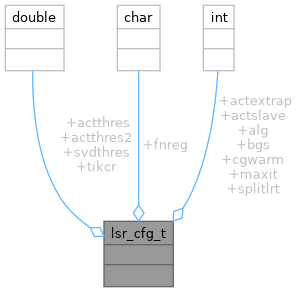 double
char
int
+actthres
+actthres2
+svdthres
+tikcr
+fnreg
+actextrap
+actslave
+alg
+bgs
+cgwarm
+maxit
+splitlrt
lsr_cfg_t